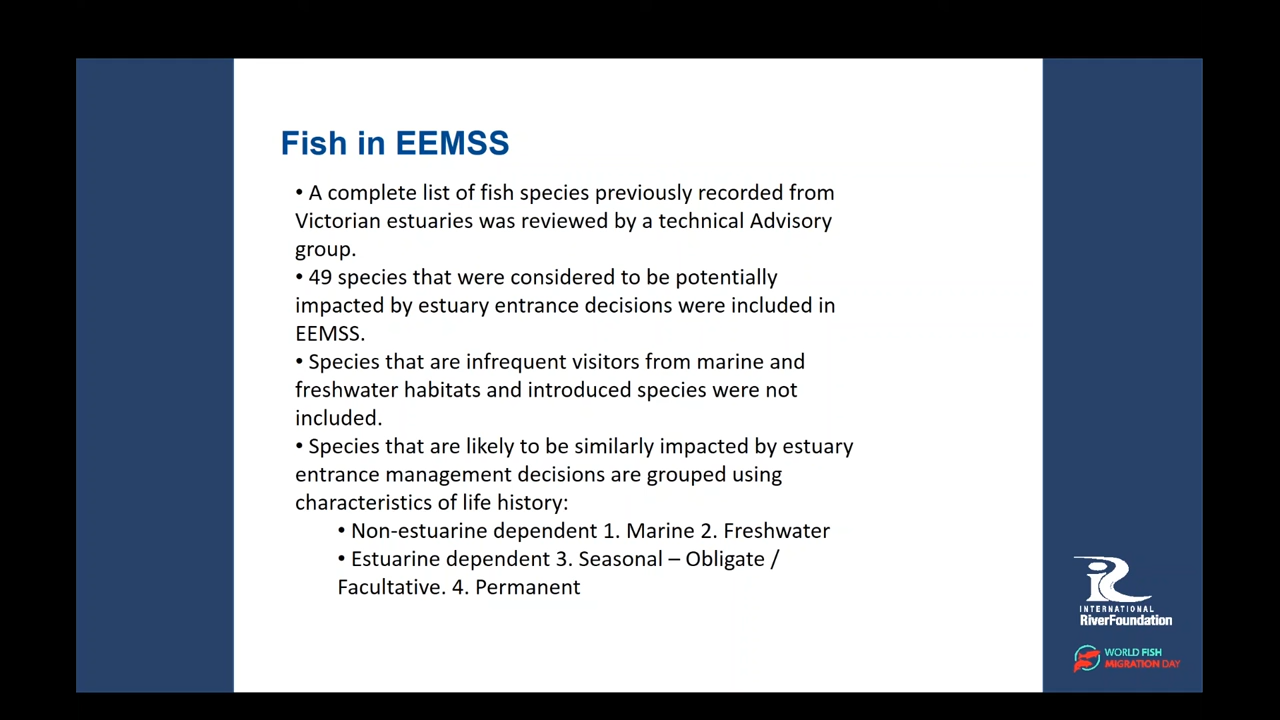 Fish in EEMSS
• A complete list of fish species previously recorded from
Victorian estuaries was reviewed by a technical Advisory
group.
• 49 species that were considered to be potentially
impacted by estuary entrance decisions were included in
EEMSS.
• Species that are infrequent visitors from marine and
freshwater habitats and introduced species were not
included.
• Species that are likely to be similarly impacted by estuary
entrance management decisions are grouped using
characteristics of life history:
• Non-estuarine dependent 1. Marine 2. Freshwater
• Estuarine dependent 3. Seasonal – Obligate /
Facultative. 4. Permanent
INTERNATIONAL
RiverFoundation
WORLD FISH
MIGRATION DAY